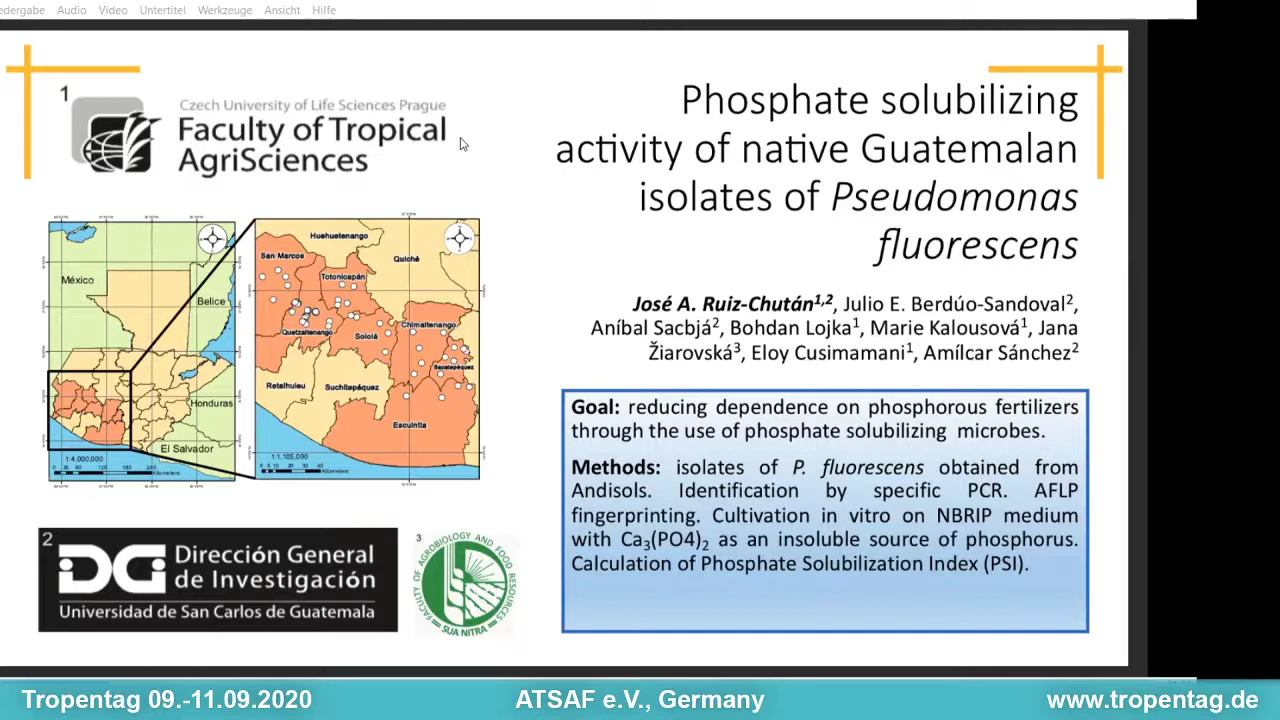 edergabe Audio Video Untertitel Werkzeuge Ansicht Hilfe
1
Czech University of Life Sciences Prague
Faculty of Tropical
AgriSciences
Phosphate solubilizing
activity of native Guatemalan
isolates of Pseudomonas
fluorescens
José A. Ruiz-Chután1,2, Julio E. Berdúo-Sandoval2,
Aníbal Sacbjá2, Bohdan Lojka1, Marie Kalousová1, Jana
Žiarovská3, Eloy Cusimamani1, Amílcar Sánchez2
México
Belice
Honduras
El Salvador
1:4,000,000
Huehuetenango
San Marcos
Quiché
Totonicapán
Quetzaltenango
Sololá
Chimaltenango
Sacatepéquez
Retalhuleu
Suchitepéquez
Escuintla
1:1,105,000
Goal: reducing dependence on phosphorous fertilizers
through the use of phosphate solubilizing microbes.
Methods: isolates of P. fluorescens obtained from
Andisols. Identification by specific PCR. AFLP
fingerprinting. Cultivation in vitro on NBRIP medium
with Ca3(PO4)2 as an insoluble source of phosphorus.
Calculation of Phosphate Solubilization Index (PSI).
2
DGi Dirección General
de Investigación
Universidad de San Carlos de Guatemala
3
FACULTY OF AGROBIOLOGY AND FOOD RESOURCES
SUA NITRA
Tropentag 09.-11.09.2020 ATSAF e.V., Germany www.tropentag.de